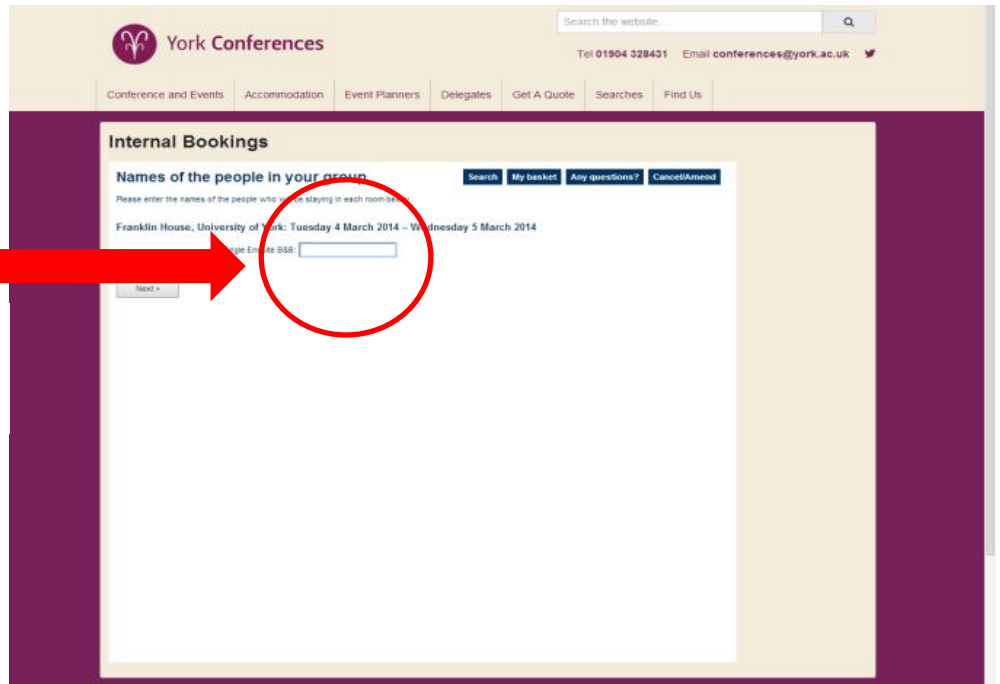 Search the website...
York Conferences
Tel 01904 328431 Email conferences@york.ac.uk
Conference and Events Accommodation Event Planners Delegates Get A Quote Searches Find Us
Internal Bookings
Names of the people in your group
Search My basket Any questions? Cancel/Amend
Please enter the names of the people who will be staying in each room below
Franklin House, University of York: Tuesday 4 March 2014 – Wednesday 5 March 2014
Ensuite B&B:
Next >